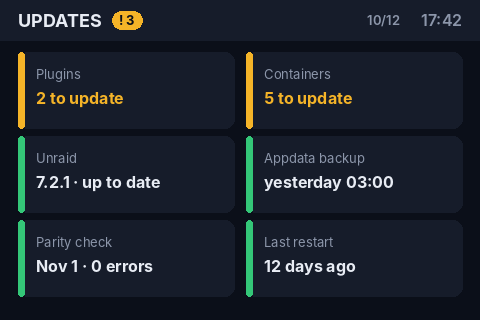 UPDATES ! 3 10/12 17:42
Plugins
2 to update
Containers
5 to update
Unraid
7.2.1 · up to date
Appdata backup
yesterday 03:00
Parity check
Nov 1 · 0 errors
Last restart
12 days ago